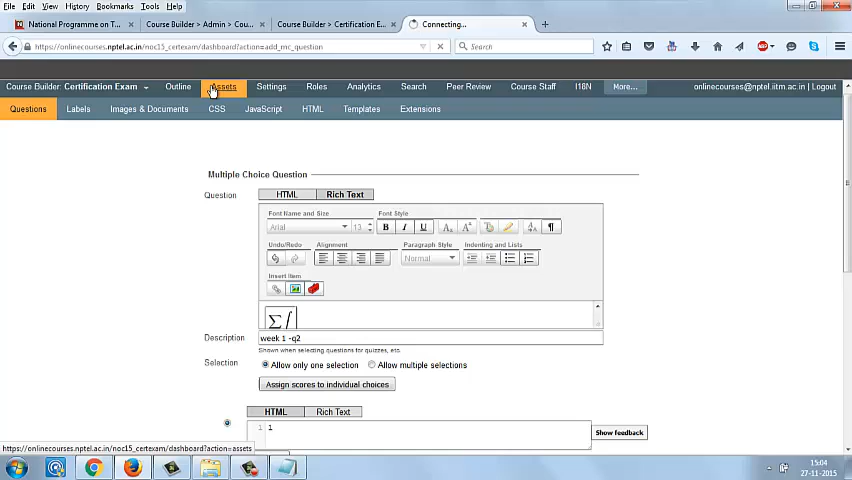 File Edit View History Bookmarks Tools Help
National Programme on T... × Course Builder > Admin > Cou... × Course Builder > Certification E... × Connecting... × +
https://onlinecourses.nptel.ac.in/noc15_certexam/dashboard?action=add_mc_question Search
Course Builder Certification Exam Outline Assets Settings Roles Analytics Search Peer Review Course Staff I18N More... onlinecourses@nptel.iitm.ac.in | Logout
Questions Labels Images & Documents CSS JavaScript HTML Templates Extensions
Multiple Choice Question
Question HTML Rich Text
Font Name and Size Font Style
Arial 13 B I U
Undo/Redo Alignment Paragraph Style Indenting and Lists
Normal
Insert Item
∑∫
Description week 1 -q2
Shown when selecting questions for quizzes, etc.
Selection Allow only one selection Allow multiple selections
Assign scores to individual choices
HTML Rich Text
1 1 Show feedback
https://onlinecourses.nptel.ac.in/noc15_certexam/dashboard?action=assets
15:04
27-11-2015